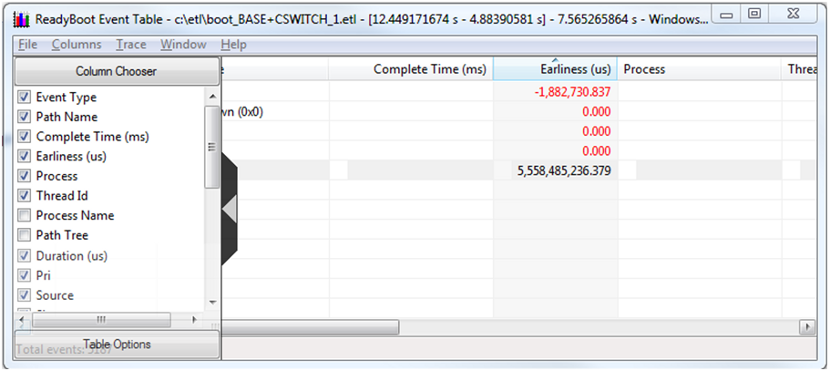 ReadyBoot Event Table - c:\etl\boot_BASE+CSWITCH_1.etl - [12.449171674 s - 4.88390581 s] - 7.565265864 s - Windows...
File Columns Trace Window Help
Column Chooser
Complete Time (ms) Earliness (us) Process Threa
Event Type
-1,882,730.837
Path Name
wn (0x0) 0.000
Complete Time (ms)
0.000
Earliness (us)
0.000
Process
5,558,485,236.379
Thread Id
Process Name
Path Tree
Duration (us)
Pri
Source
Table Options
Total events: